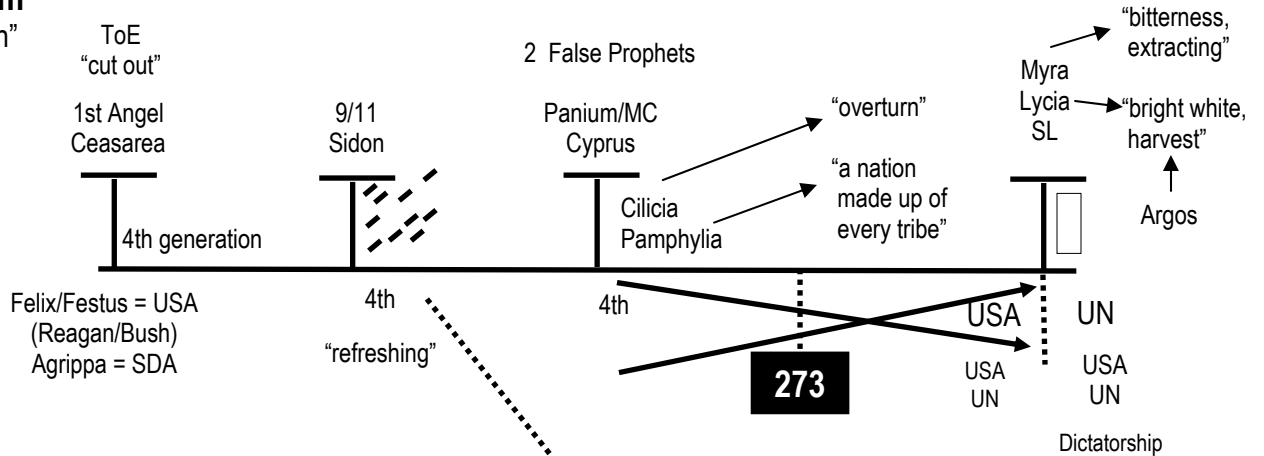 ToE
“cut out”
1st Angel
Ceasarea
4th generation
Felix/Festus = USA
(Reagan/Bush)
Agrippa = SDA
9/11
Sidon
4th
“refreshing”
2 False Prophets
Panium/MC
Cyprus
Cilicia
Pamphylia
“overturn”
“a nation
made up of
every tribe”
4th
273
Myra
Lycia
SL
“bitterness,
extracting”
“bright white,
harvest”
Argos
USA
UN
USA
UN
USA
UN
Dictatorship